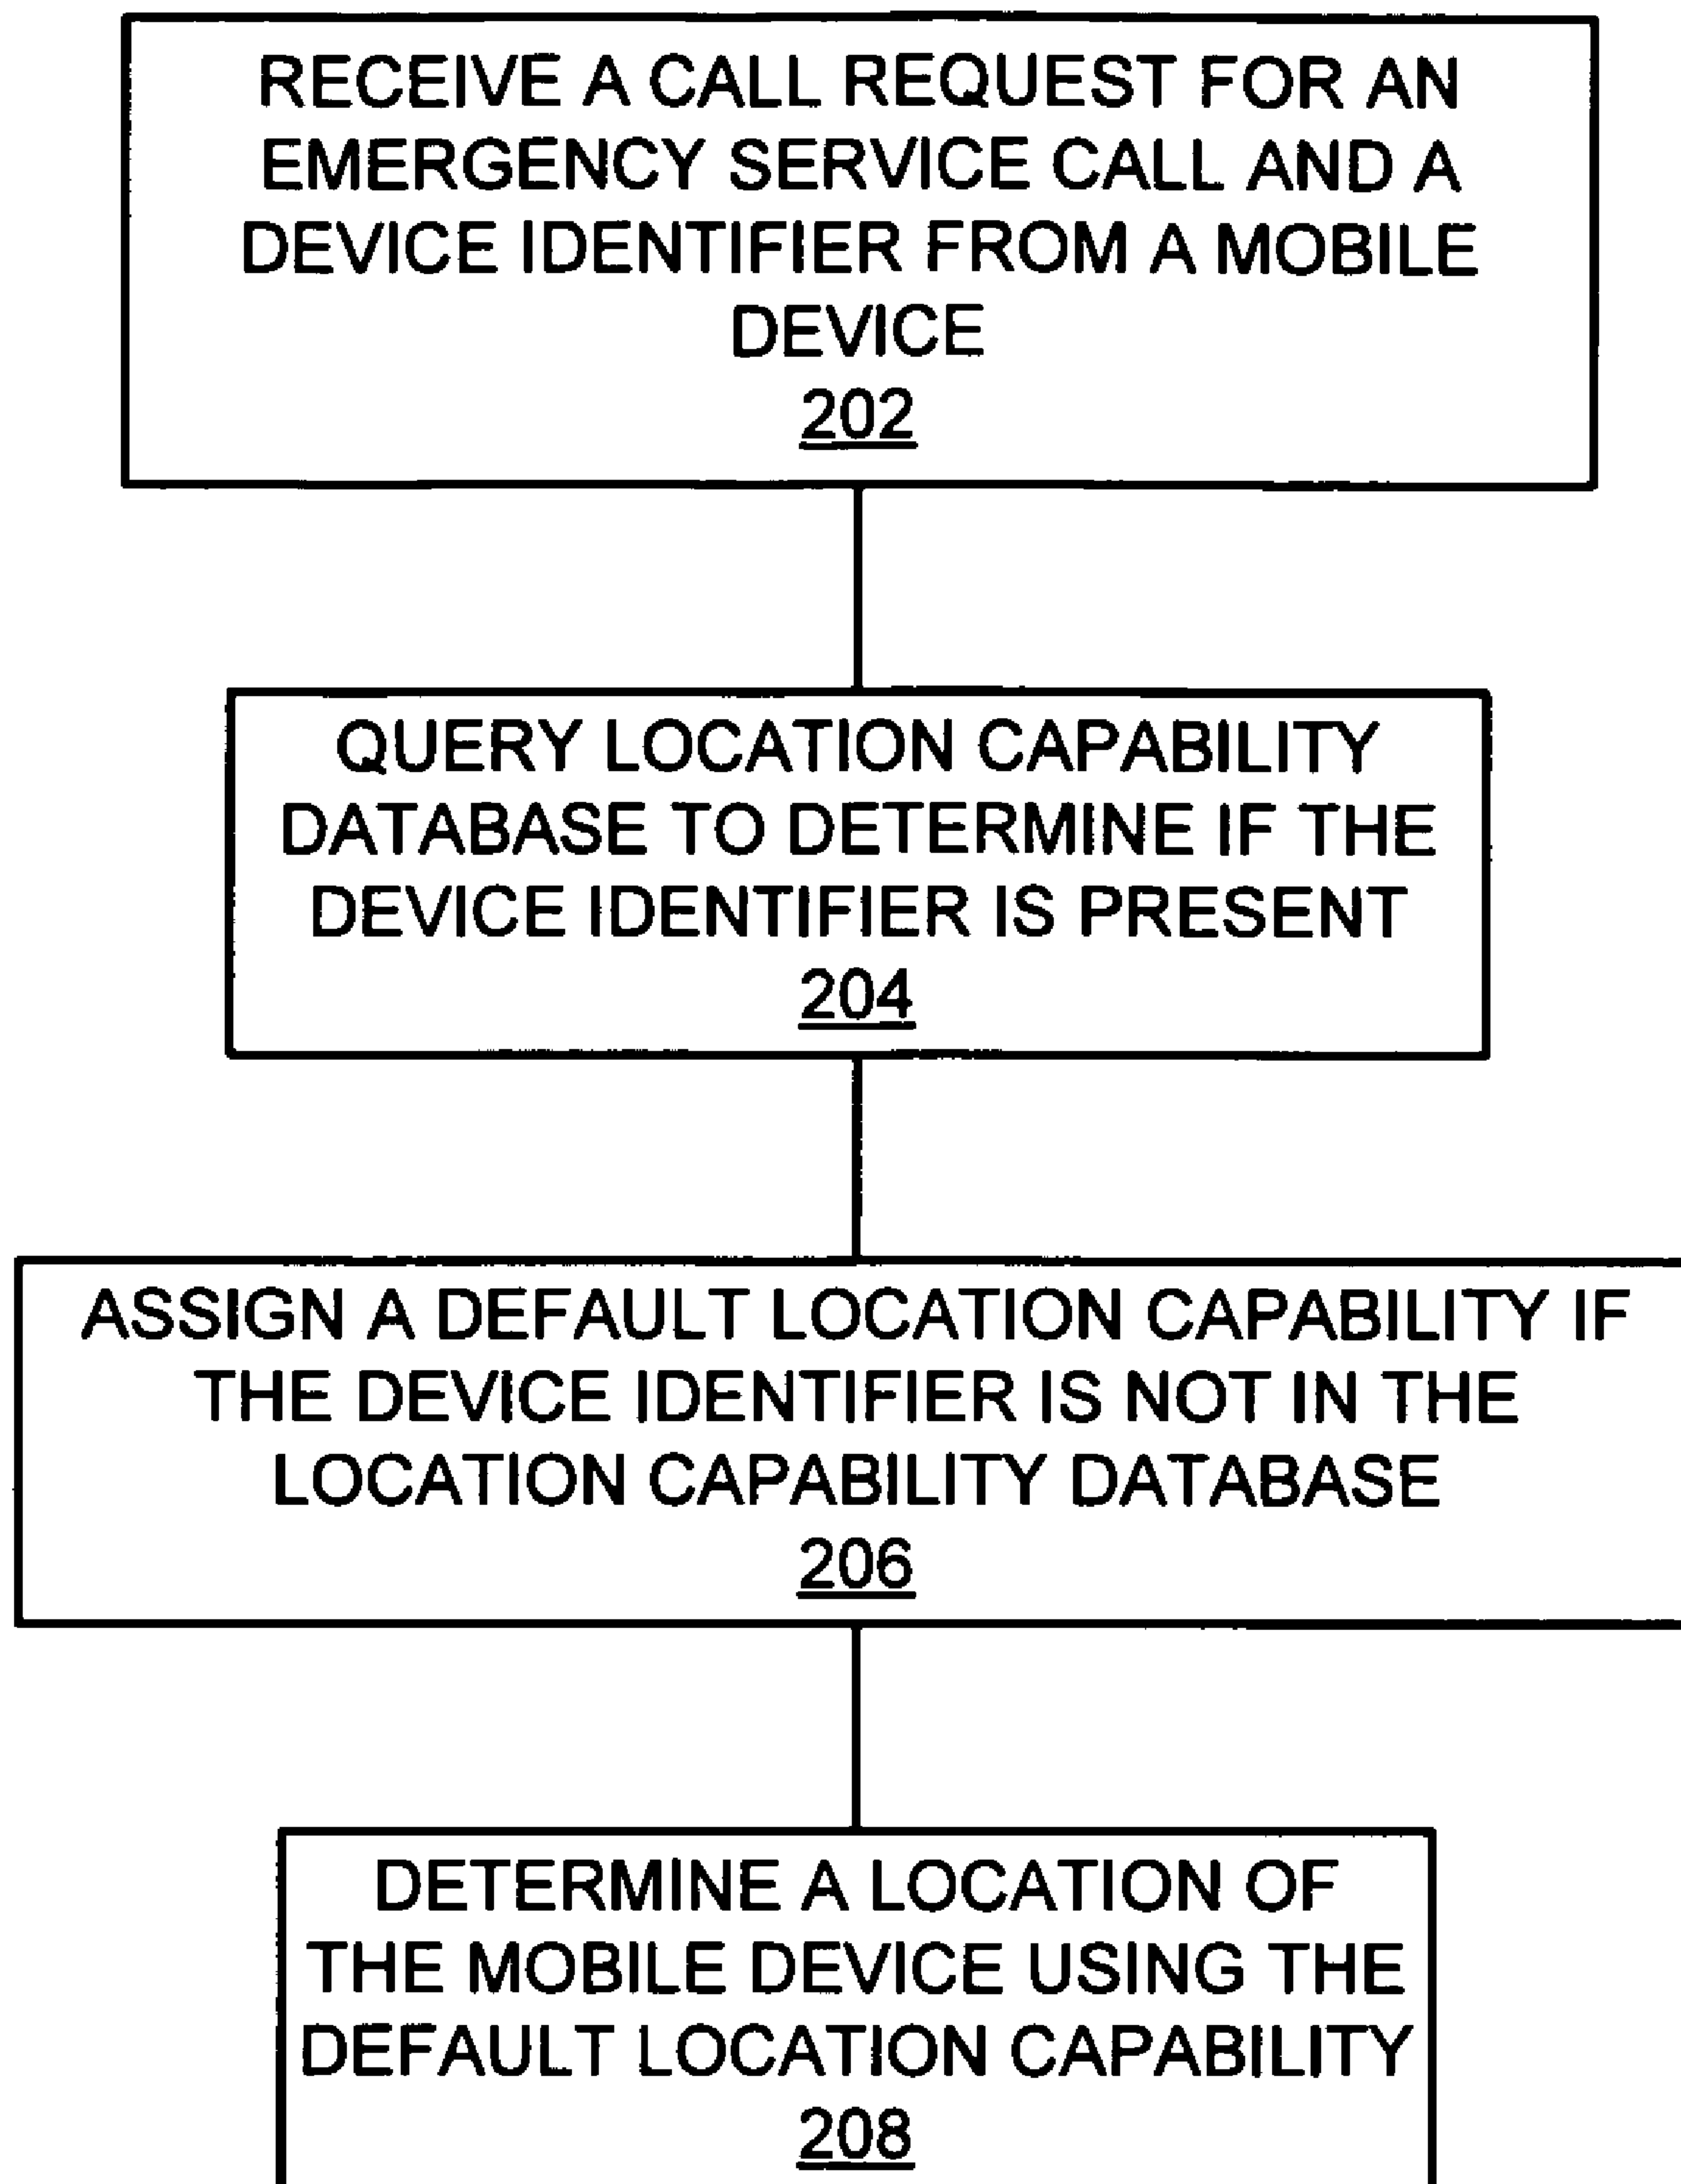 RECEIVE A CALL REQUEST FOR AN
EMERGENCY SERVICE CALL AND A
DEVICE IDENTIFIER FROM A MOBILE
DEVICE
202
QUERY LOCATION CAPABILITY
DATABASE TO DETERMINE IF THE
DEVICE IDENTIFIER IS PRESENT
204
ASSIGN A DEFAULT LOCATION CAPABILITY IF
THE DEVICE IDENTIFIER IS NOT IN THE
LOCATION CAPABILITY DATABASE
206
DETERMINE A LOCATION OF
THE MOBILE DEVICE USING THE
DEFAULT LOCATION CAPABILITY
208